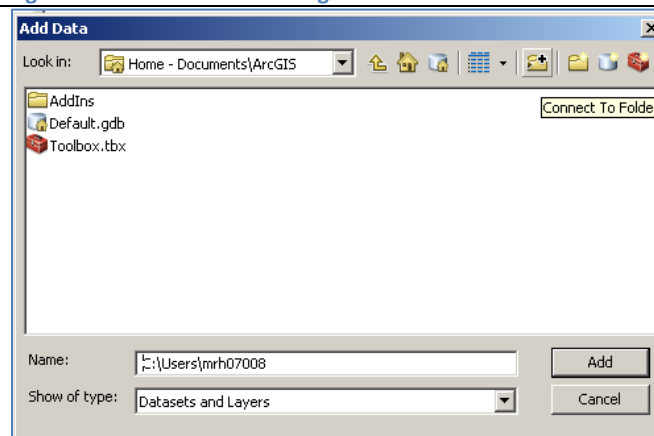 Add Data
Look in: Home - Documents\ArcGIS
AddIns
Connect To Folde
Default.gdb
Toolbox.tbx
Name: :\Users\mrh07008
Add
Show of type: Datasets and Layers
Cancel